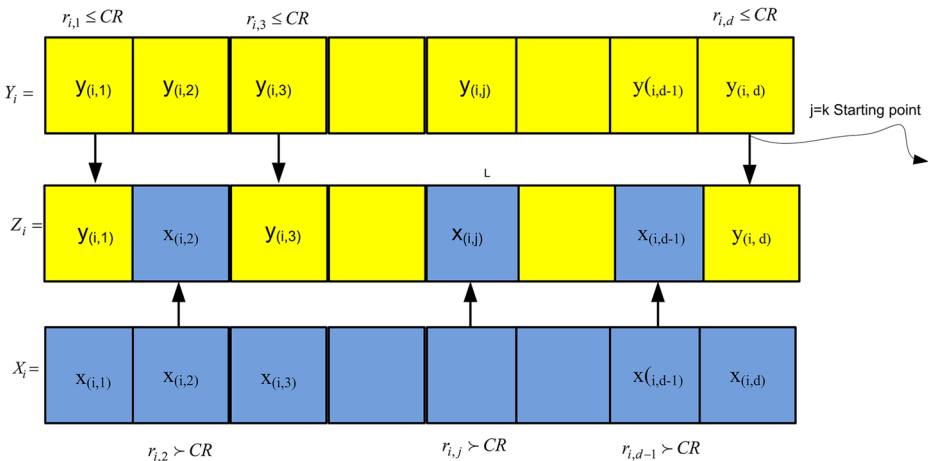 r_{i,1} ≤ CR r_{i,3} ≤ CR r_{i,d} ≤ CR
Y_i = y_{(i,1)} y_{(i,2)} y_{(i,3)} y_{(i,j)} y(_{i,d-1)} y_{(i, d)}
j=k Starting point
L
Z_i = y_{(i,1)} x_{(i,2)} y_{(i,3)} x_{(i,j)} x_{(i,d-1)} y_{(i, d)}
X_i = x_{(i,1)} x_{(i,2)} x_{(i,3)} x(_{i,d-1)} x_{(i,d)}
r_{i,2} ≻ CR r_{i,j} ≻ CR r_{i,d-1} ≻ CR